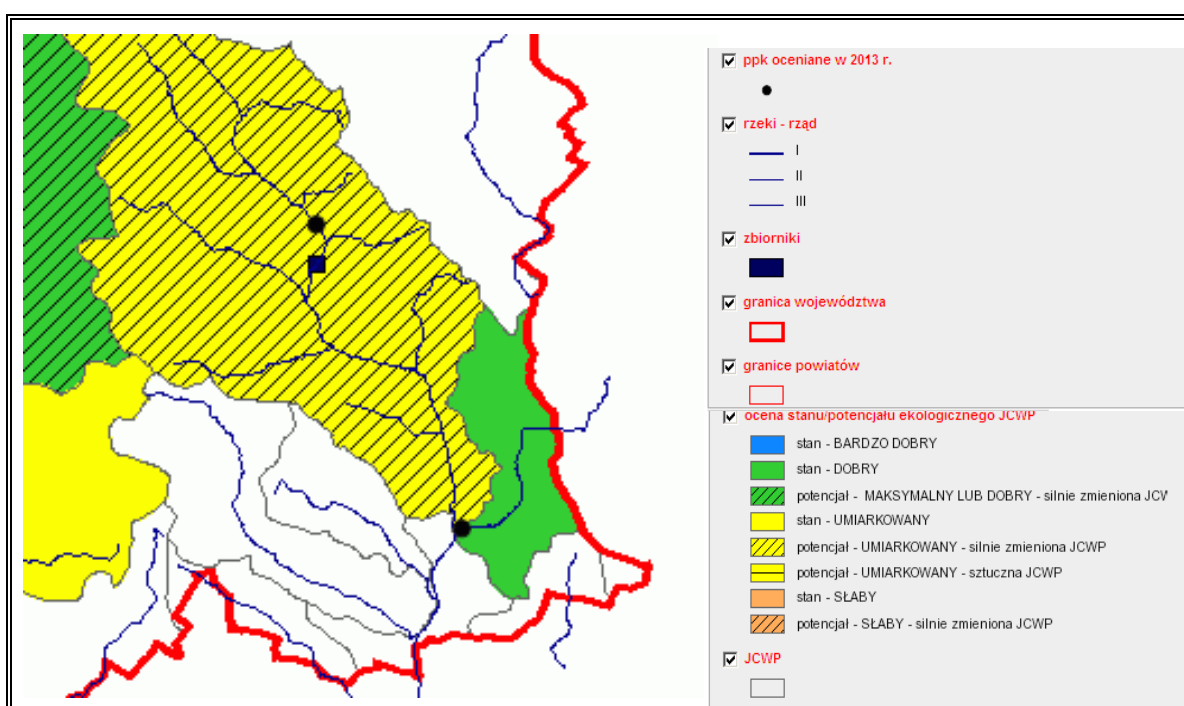 ppk oceniane w 2013 r.
rzeki - rząd
I
II
III
zbiorniki
granica województwa
granice powiatów
ocena stanu/potencjału ekologicznego JCWP
stan - BARDZO DOBRY
stan - DOBRY
potencjał - MAKSYMALNY LUB DOBRY - silnie zmieniona JCW
stan - UMIARKOWANY
potencjał - UMIARKOWANY - silnie zmieniona JCWP
potencjał - UMIARKOWANY - sztuczna JCWP
stan - SŁABY
potencjał - SŁABY - silnie zmieniona JCWP
JCWP